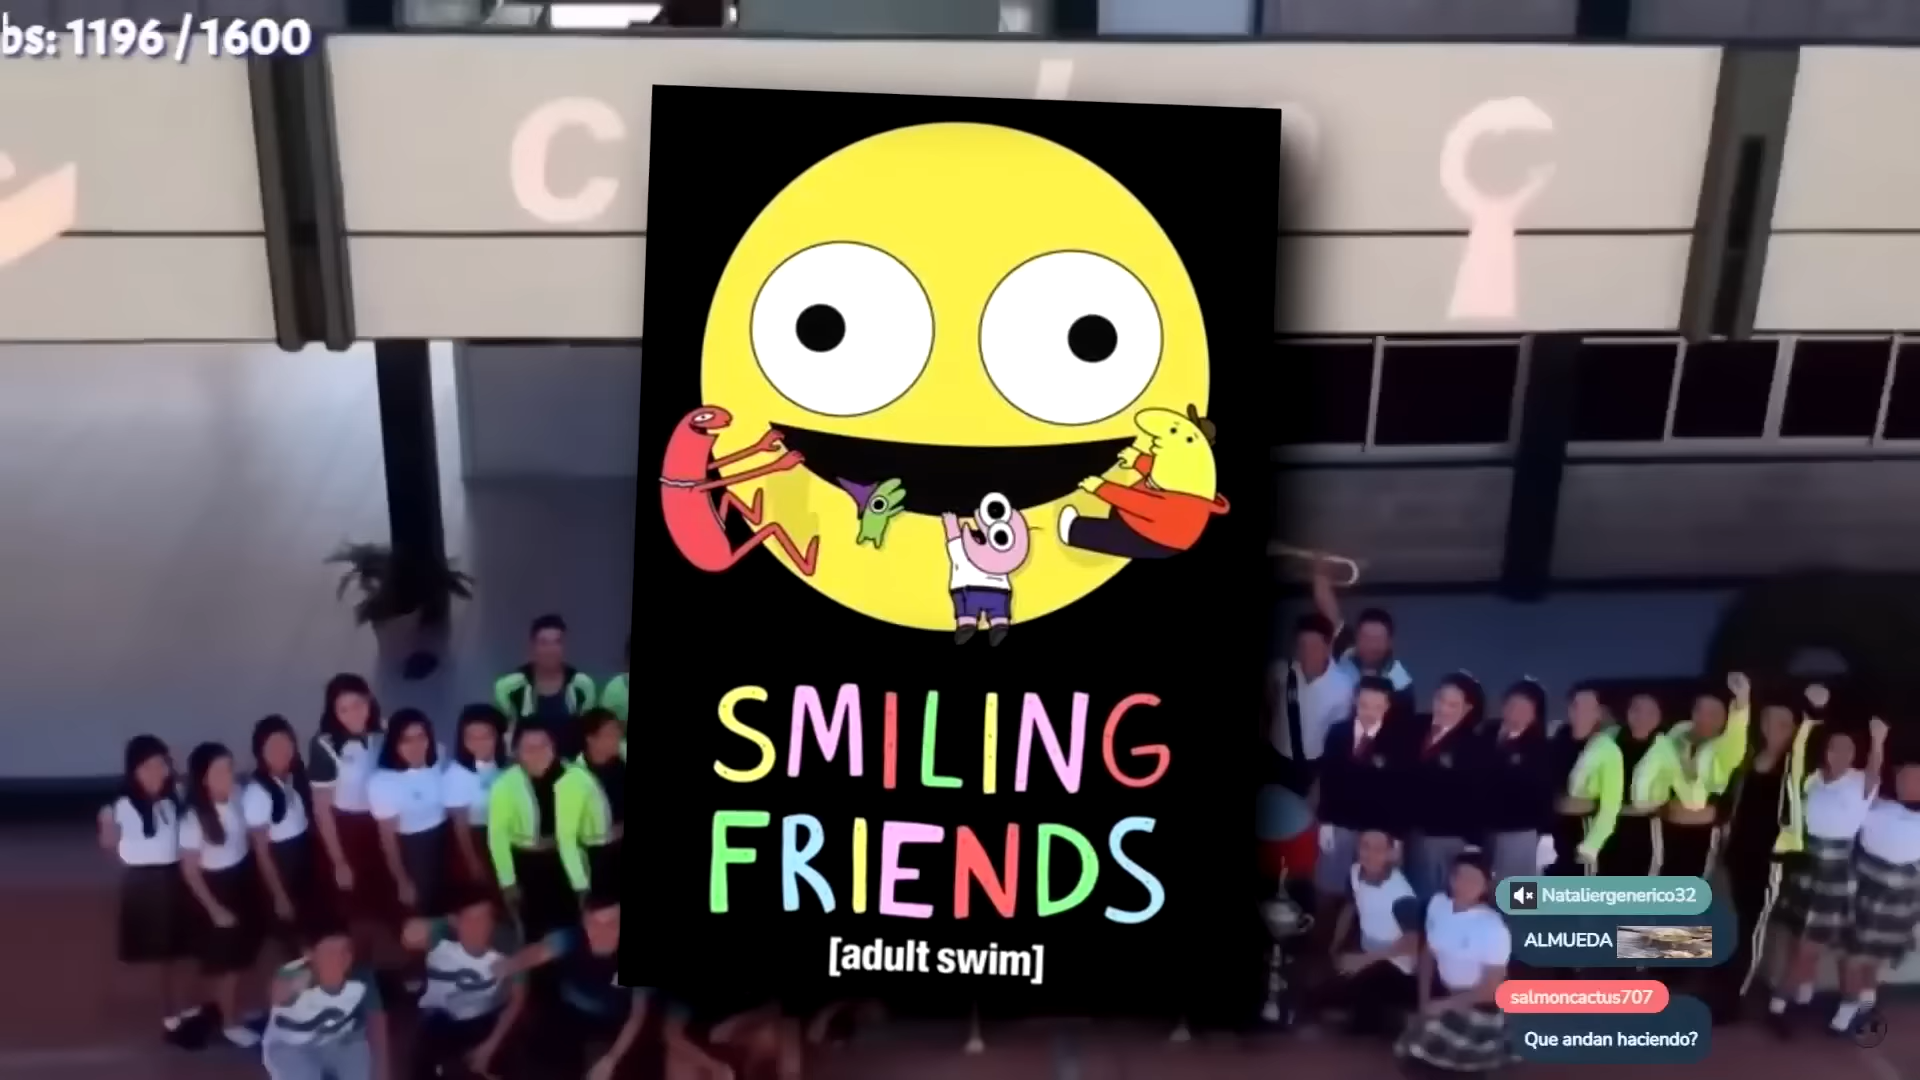 bs: 1196 / 1600
SMILING
FRIENDS
[adult swim]
Nataliergenerico32
ALMUEDA
salmoncactus707
Que andan haciendo?